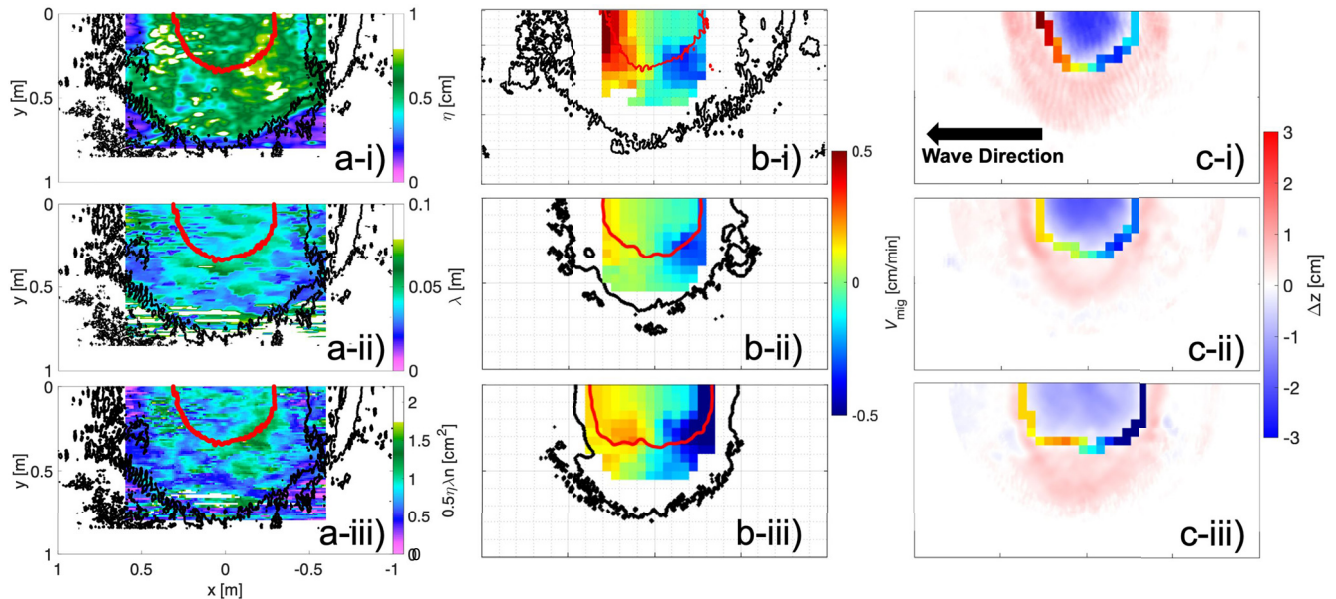 0
0.5
1
y [m]
a-i)
1
0.5
0
η [cm]
b-i)
Wave Direction
c-i)
0
0.5
1
y [m]
a-ii)
0.1
0.05
0
λ [m]
b-ii)
0.5
0
-0.5
V_mig [cm/min]
c-ii)
3
2
1
0
-1
-2
-3
Δz [cm]
0
0.5
1
y [m]
a-iii)
2
1.5
1
0.5
0
0
0.5ηλn [cm²]
1
0.5
0
-0.5
-1
x [m]
b-iii)
c-iii)